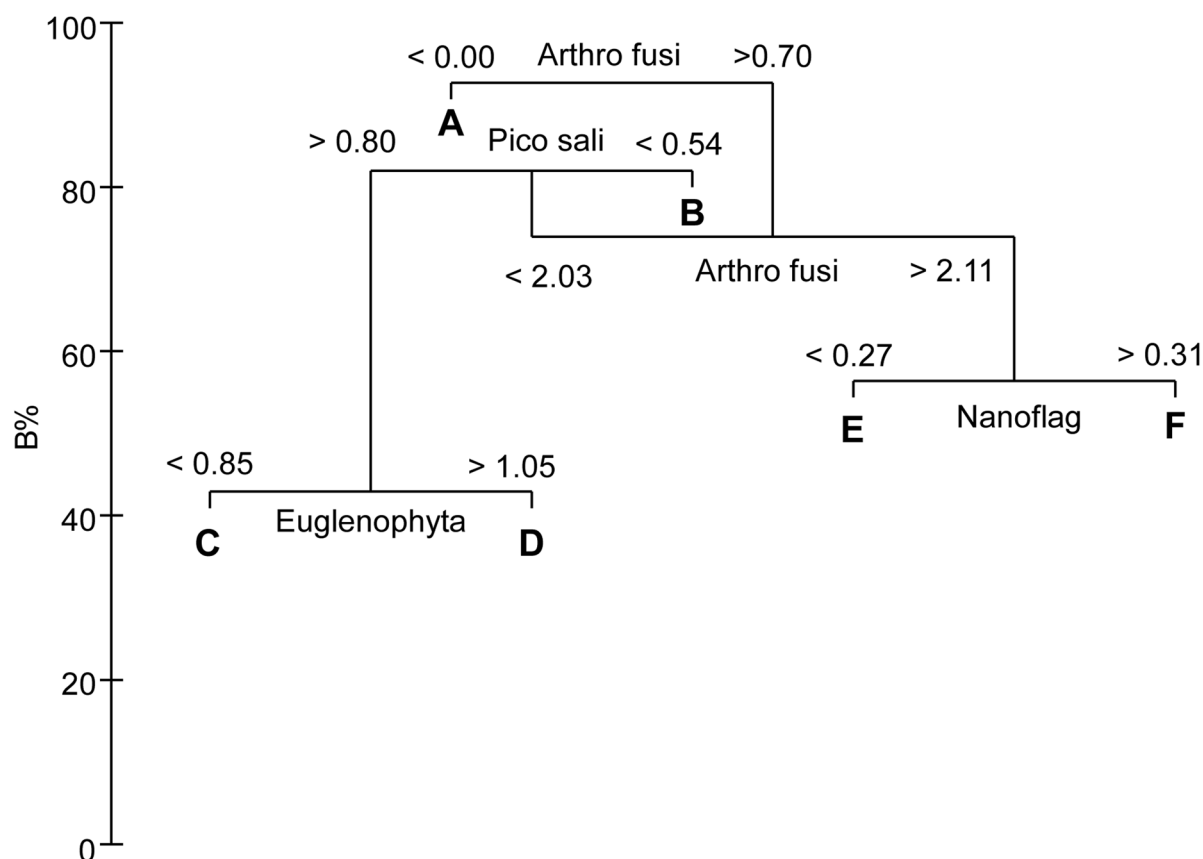 100
< 0.00 Arthro fusi >0.70
A
> 0.80 Pico sali < 0.54
80
B
< 2.03 Arthro fusi > 2.11
60
< 0.27 > 0.31
E Nanoflag F
B%
< 0.85 > 1.05
40
Euglenophyta
C D
20
0